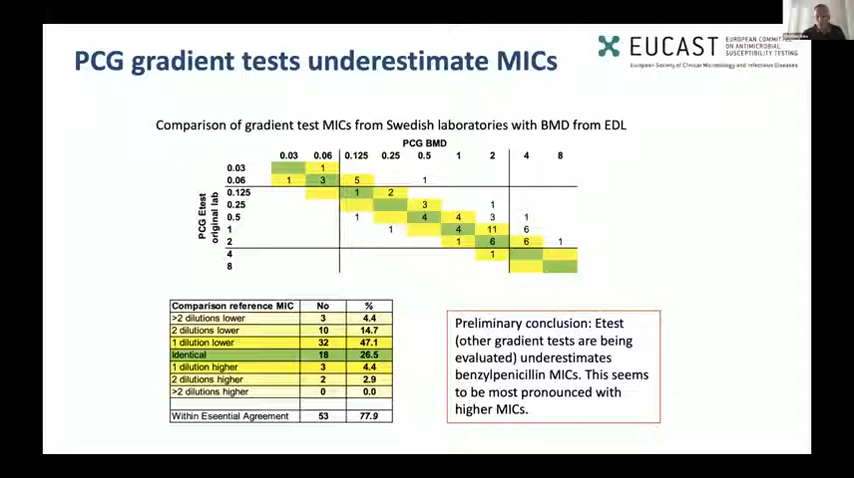 PCG gradient tests underestimate MICs
EUCAST
EUROPEAN COMMITTEE
ON ANTIMICROBIAL
SUSCEPTIBILITY TESTING
European Society of Clinical Microbiology and Infectious Diseases
Comparison of gradient test MICs from Swedish laboratories with BMD from EDL
PCG BMD
0.03 0.06 0.125 0.25 0.5 1 2 4 8
PCG Etest
original lab
0.03 1
0.06 1 3 5 1
0.125 1 2
0.25 3 1
0.5 1 4 4 3 1
1 1 4 11 6
2 1 6 6 1
4 1
8
Comparison reference MIC No %
>2 dilutions lower 3 4.4
2 dilutions lower 10 14.7
1 dilution lower 32 47.1
Identical 18 26.5
1 dilution higher 3 4.4
2 dilutions higher 2 2.9
>2 dilutions higher 0 0.0
Within Eseential Agreement 53 77.9
Preliminary conclusion: Etest
(other gradient tests are being
evaluated) underestimates
benzylpenicillin MICs. This seems
to be most pronounced with
higher MICs.